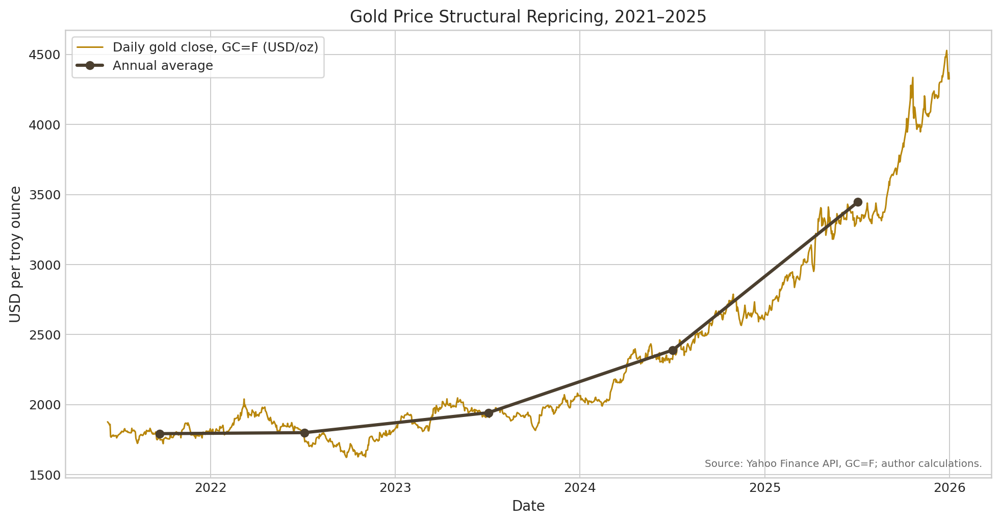 Gold Price Structural Repricing, 2021–2025
Daily gold close, GC=F (USD/oz)
Annual average
USD per troy ounce
4500
4000
3500
3000
2500
2000
1500
Source: Yahoo Finance API, GC=F; author calculations.
2022
2023
2024
2025
2026
Date